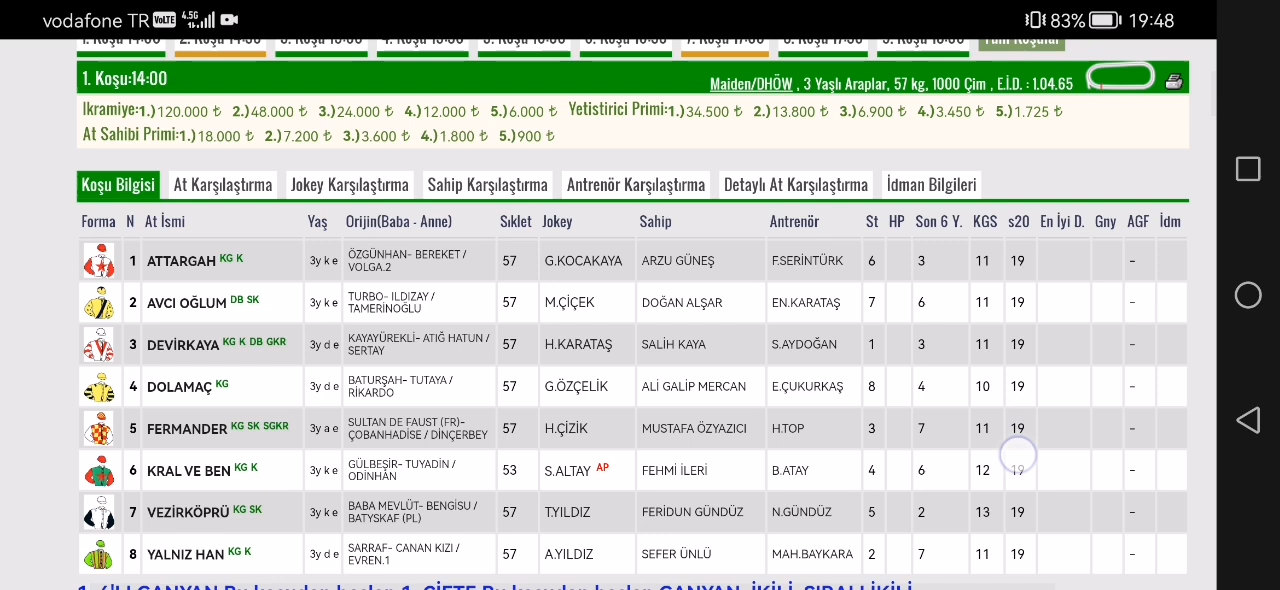 vodafone TR VoLTE 4.5G 83% 19:48
1. Koşu:14:00 Maiden/DHÖW , 3 Yaşlı Araplar, 57 kg, 1000 Çim , E.İ.D. : 1.04.65
Ikramiye:1.)120.000 ₺ 2.)48.000 ₺ 3.)24.000 ₺ 4.)12.000 ₺ 5.)6.000 ₺ Yetistirici Primi:1.)34.500 ₺ 2.)13.800 ₺ 3.)6.900 ₺ 4.)3.450 ₺ 5.)1.725 ₺
At Sahibi Primi:1.)18.000 ₺ 2.)7.200 ₺ 3.)3.600 ₺ 4.)1.800 ₺ 5.)900 ₺
Koşu Bilgisi At Karşılaştırma Jokey Karşılaştırma Sahip Karşılaştırma Antrenör Karşılaştırma Detaylı At Karşılaştırma İdman Bilgileri
Forma N At İsmi Yaş Orijin(Baba - Anne) Sıklet Jokey Sahip Antrenör St HP Son 6 Y. KGS s20 En İyi D. Gny AGF İdm
1 ATTARGAH KG K 3y k e ÖZGÜNHAN- BEREKET / VOLGA.2 57 G.KOCAKAYA ARZU GÜNEŞ F.SERİNTÜRK 6 3 11 19 -
2 AVCI OĞLUM DB SK 3y k e TURBO- ILDIZAY / TAMERİNOĞLU 57 M.ÇİÇEK DOĞAN ALŞAR EN.KARATAŞ 7 6 11 19 -
3 DEVİRKAYA KG K DB GKR 3y d e KAYAYÜREKLİ- ATIĞ HATUN / SERTAY 57 H.KARATAŞ SALİH KAYA S.AYDOĞAN 1 3 11 19 -
4 DOLAMAÇ KG 3y d e BATURŞAH- TUTAYA / RİKARDO 57 G.ÖZÇELİK ALİ GALİP MERCAN E.ÇUKURKAŞ 8 4 10 19 -
5 FERMANDER KG SK SGKR 3y a e SULTAN DE FAUST (FR)- ÇOBANHADİSE / DİNÇERBEY 57 H.ÇİZİK MUSTAFA ÖZYAZICI H.TOP 3 7 11 19 -
6 KRAL VE BEN KG K 3y k e GÜLBEŞİR- TUYADİN / ODİNHAN 53 S.ALTAY AP FEHMİ İLERİ B.ATAY 4 6 12 19 -
7 VEZİRKÖPRÜ KG SK 3y k e BABA MEVLÜT- BENGİSU / BATYSKAF (PL) 57 T.YILDIZ FERİDUN GÜNDÜZ N.GÜNDÜZ 5 2 13 19 -
8 YALNIZ HAN KG K 3y d e SARRAF- CANAN KIZI / EVREN.1 57 A.YILDIZ SEFER ÜNLÜ MAH.BAYKARA 2 7 11 19 -